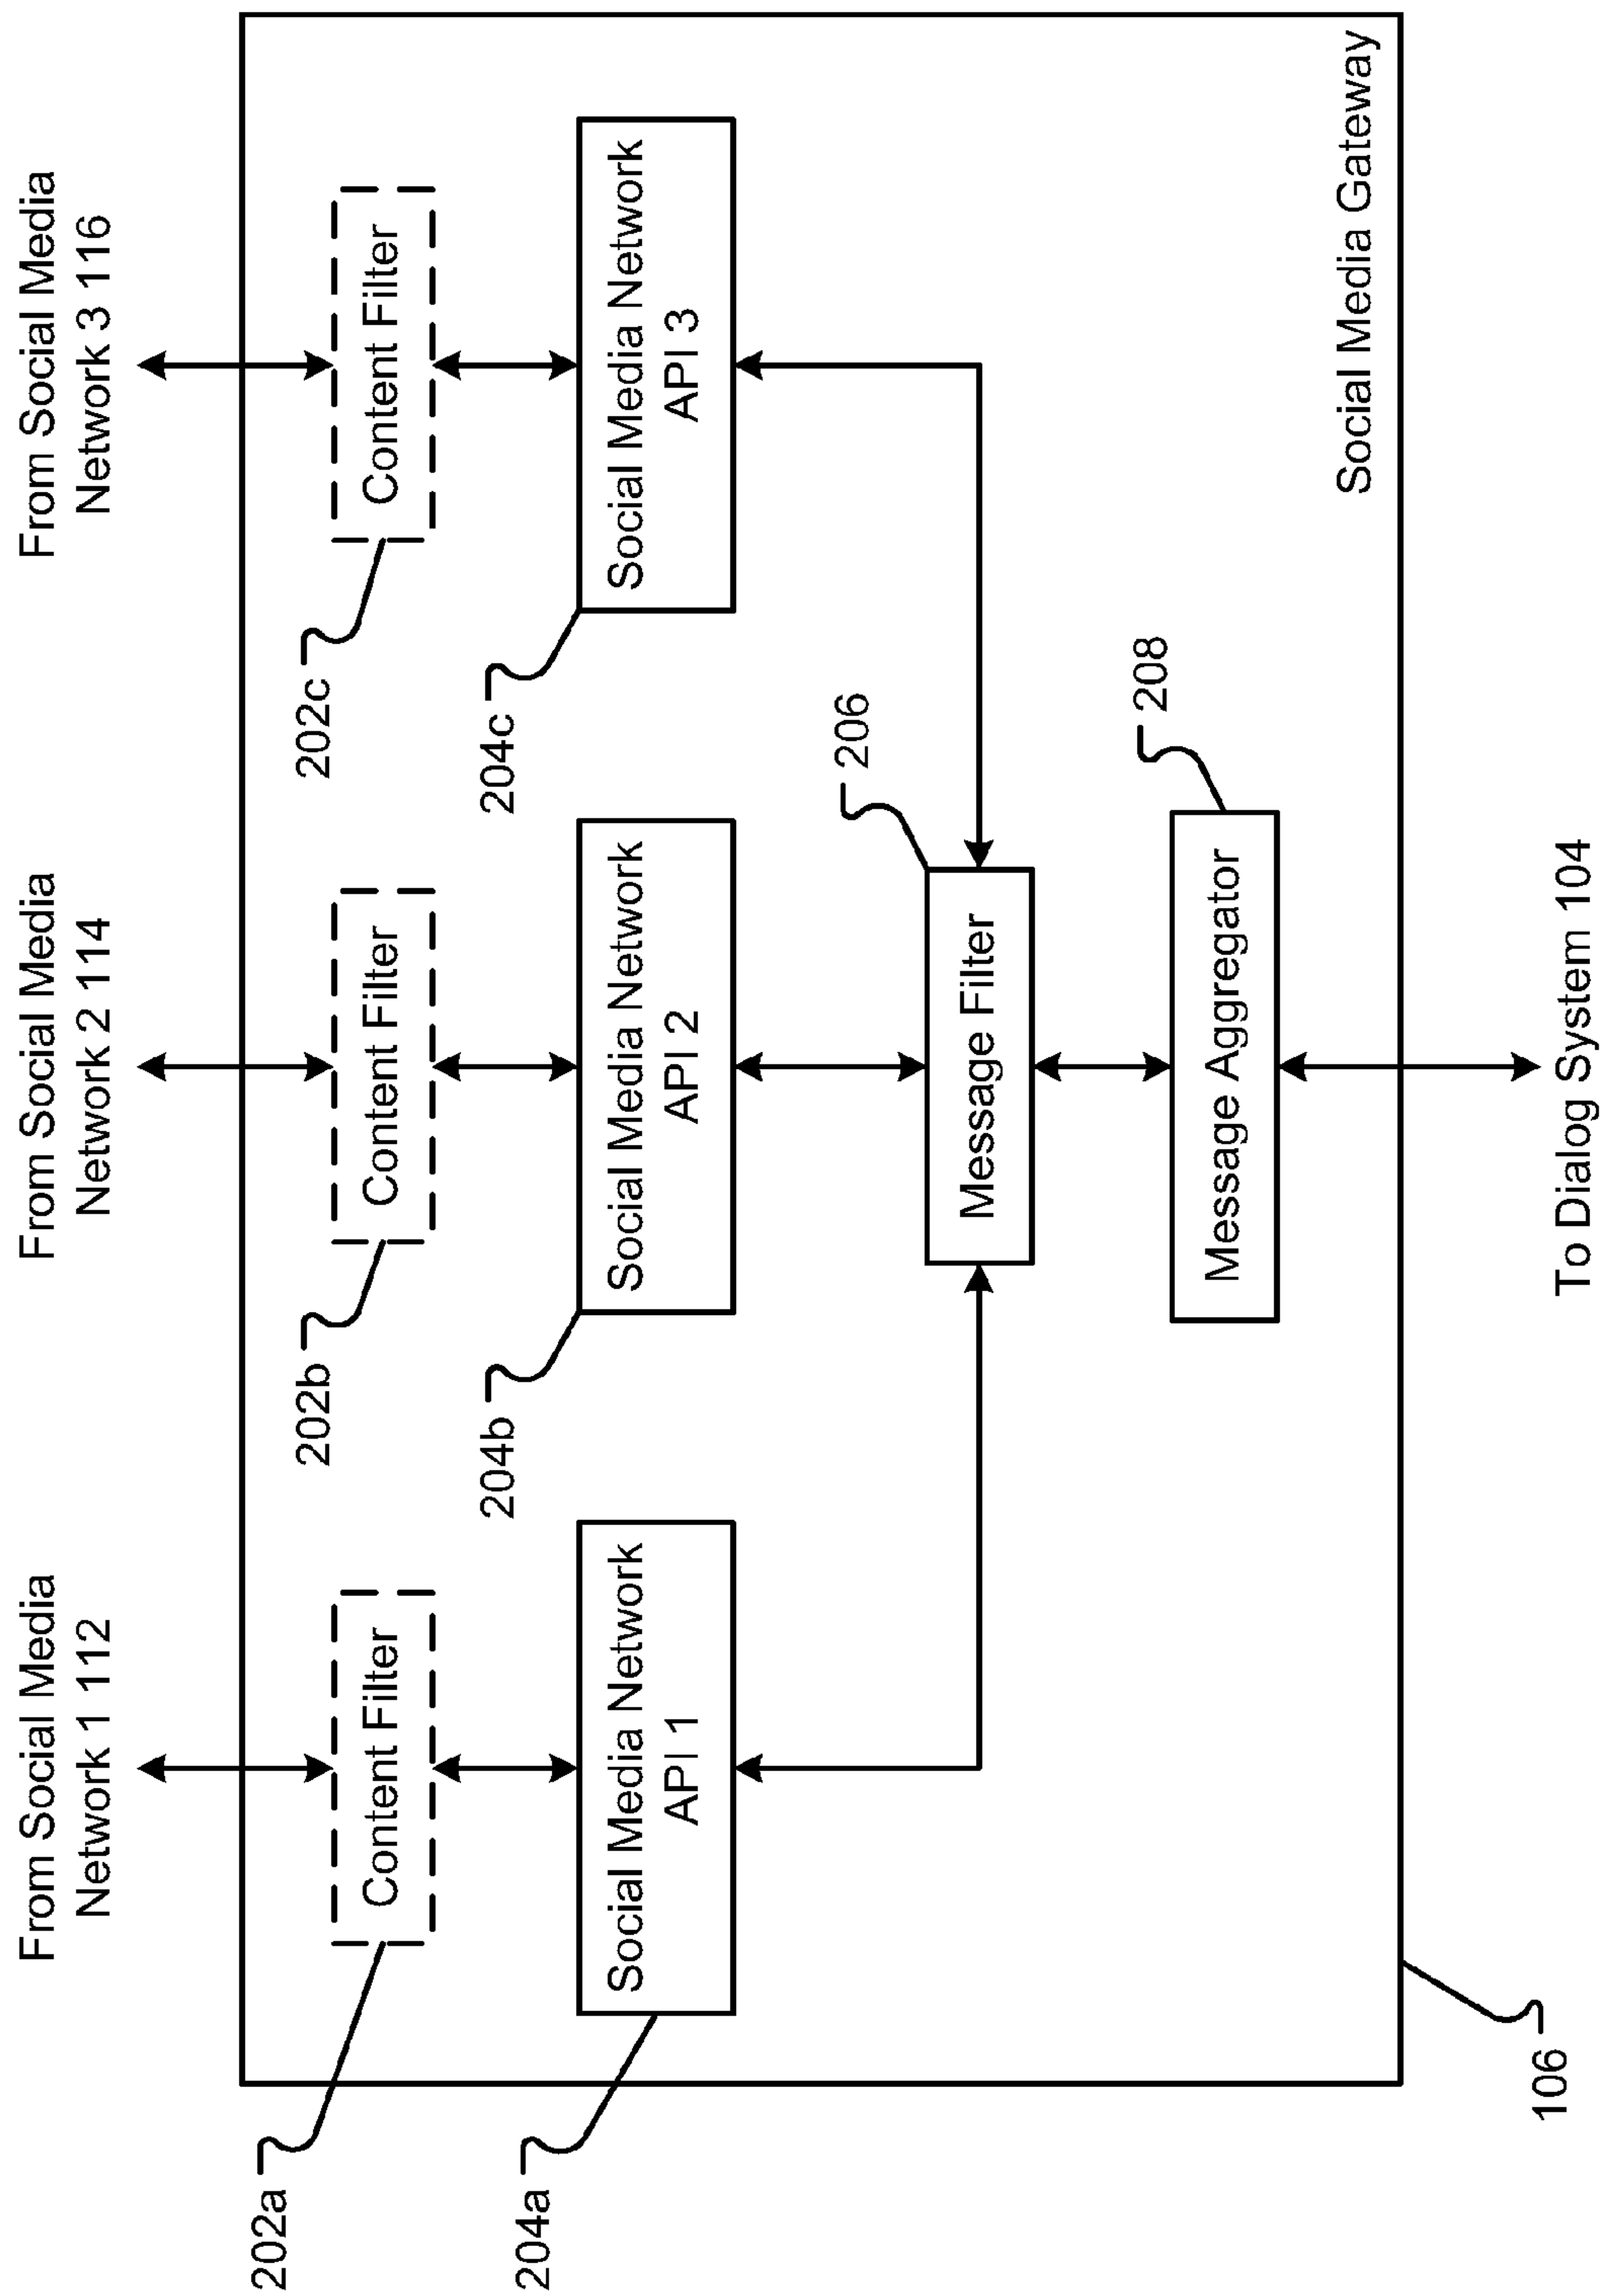 From Social Media
Network 1 112
From Social Media
Network 2 114
From Social Media
Network 3 116
202a
Content Filter
202b
Content Filter
202c
Content Filter
204a
Social Media Network
API 1
204b
Social Media Network
API 2
204c
Social Media Network
API 3
Message Filter
206
Message Aggregator
208
Social Media Gateway
106
To Dialog System 104